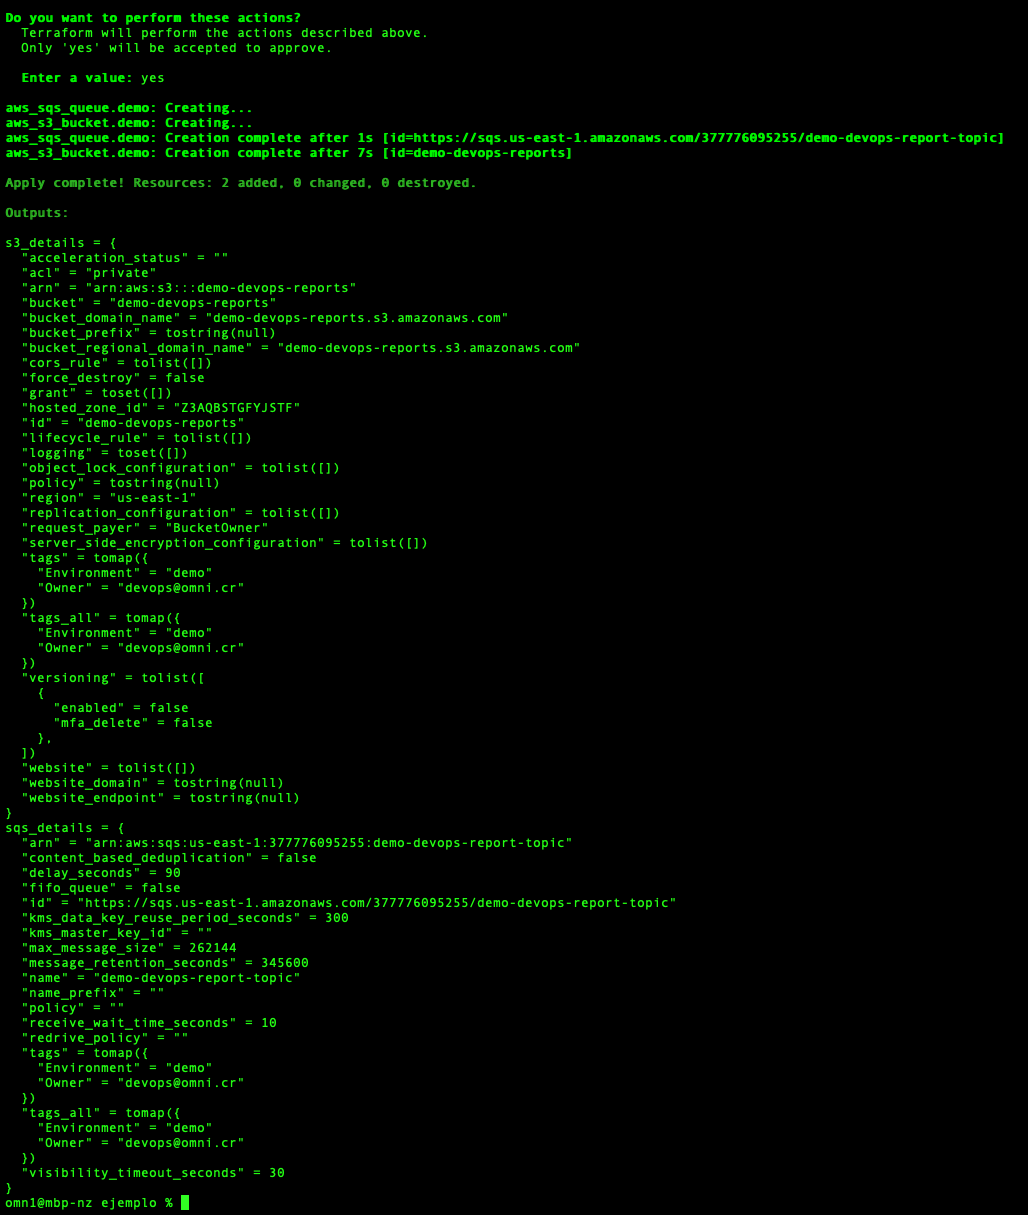 Do you want to perform these actions?
  Terraform will perform the actions described above.
  Only 'yes' will be accepted to approve.

  Enter a value: yes

aws_sqs_queue.demo: Creating...
aws_s3_bucket.demo: Creating...
aws_sqs_queue.demo: Creation complete after 1s [id=https://sqs.us-east-1.amazonaws.com/377776095255/demo-devops-report-topic]
aws_s3_bucket.demo: Creation complete after 7s [id=demo-devops-reports]

Apply complete! Resources: 2 added, 0 changed, 0 destroyed.

Outputs:

s3_details = {
  "acceleration_status" = ""
  "acl" = "private"
  "arn" = "arn:aws:s3:::demo-devops-reports"
  "bucket" = "demo-devops-reports"
  "bucket_domain_name" = "demo-devops-reports.s3.amazonaws.com"
  "bucket_prefix" = tostring(null)
  "bucket_regional_domain_name" = "demo-devops-reports.s3.amazonaws.com"
  "cors_rule" = tolist([])
  "force_destroy" = false
  "grant" = toset([])
  "hosted_zone_id" = "Z3AQBSTGFYJSTF"
  "id" = "demo-devops-reports"
  "lifecycle_rule" = tolist([])
  "logging" = toset([])
  "object_lock_configuration" = tolist([])
  "policy" = tostring(null)
  "region" = "us-east-1"
  "replication_configuration" = tolist([])
  "request_payer" = "BucketOwner"
  "server_side_encryption_configuration" = tolist([])
  "tags" = tomap({
    "Environment" = "demo"
    "Owner" = "devops@omni.cr"
  })
  "tags_all" = tomap({
    "Environment" = "demo"
    "Owner" = "devops@omni.cr"
  })
  "versioning" = tolist([
    {
      "enabled" = false
      "mfa_delete" = false
    },
  ])
  "website" = tolist([])
  "website_domain" = tostring(null)
  "website_endpoint" = tostring(null)
}
sqs_details = {
  "arn" = "arn:aws:sqs:us-east-1:377776095255:demo-devops-report-topic"
  "content_based_deduplication" = false
  "delay_seconds" = 90
  "fifo_queue" = false
  "id" = "https://sqs.us-east-1.amazonaws.com/377776095255/demo-devops-report-topic"
  "kms_data_key_reuse_period_seconds" = 300
  "kms_master_key_id" = ""
  "max_message_size" = 262144
  "message_retention_seconds" = 345600
  "name" = "demo-devops-report-topic"
  "name_prefix" = ""
  "policy" = ""
  "receive_wait_time_seconds" = 10
  "redrive_policy" = ""
  "tags" = tomap({
    "Environment" = "demo"
    "Owner" = "devops@omni.cr"
  })
  "tags_all" = tomap({
    "Environment" = "demo"
    "Owner" = "devops@omni.cr"
  })
  "visibility_timeout_seconds" = 30
}
omn1@mbp-nz ejemplo %